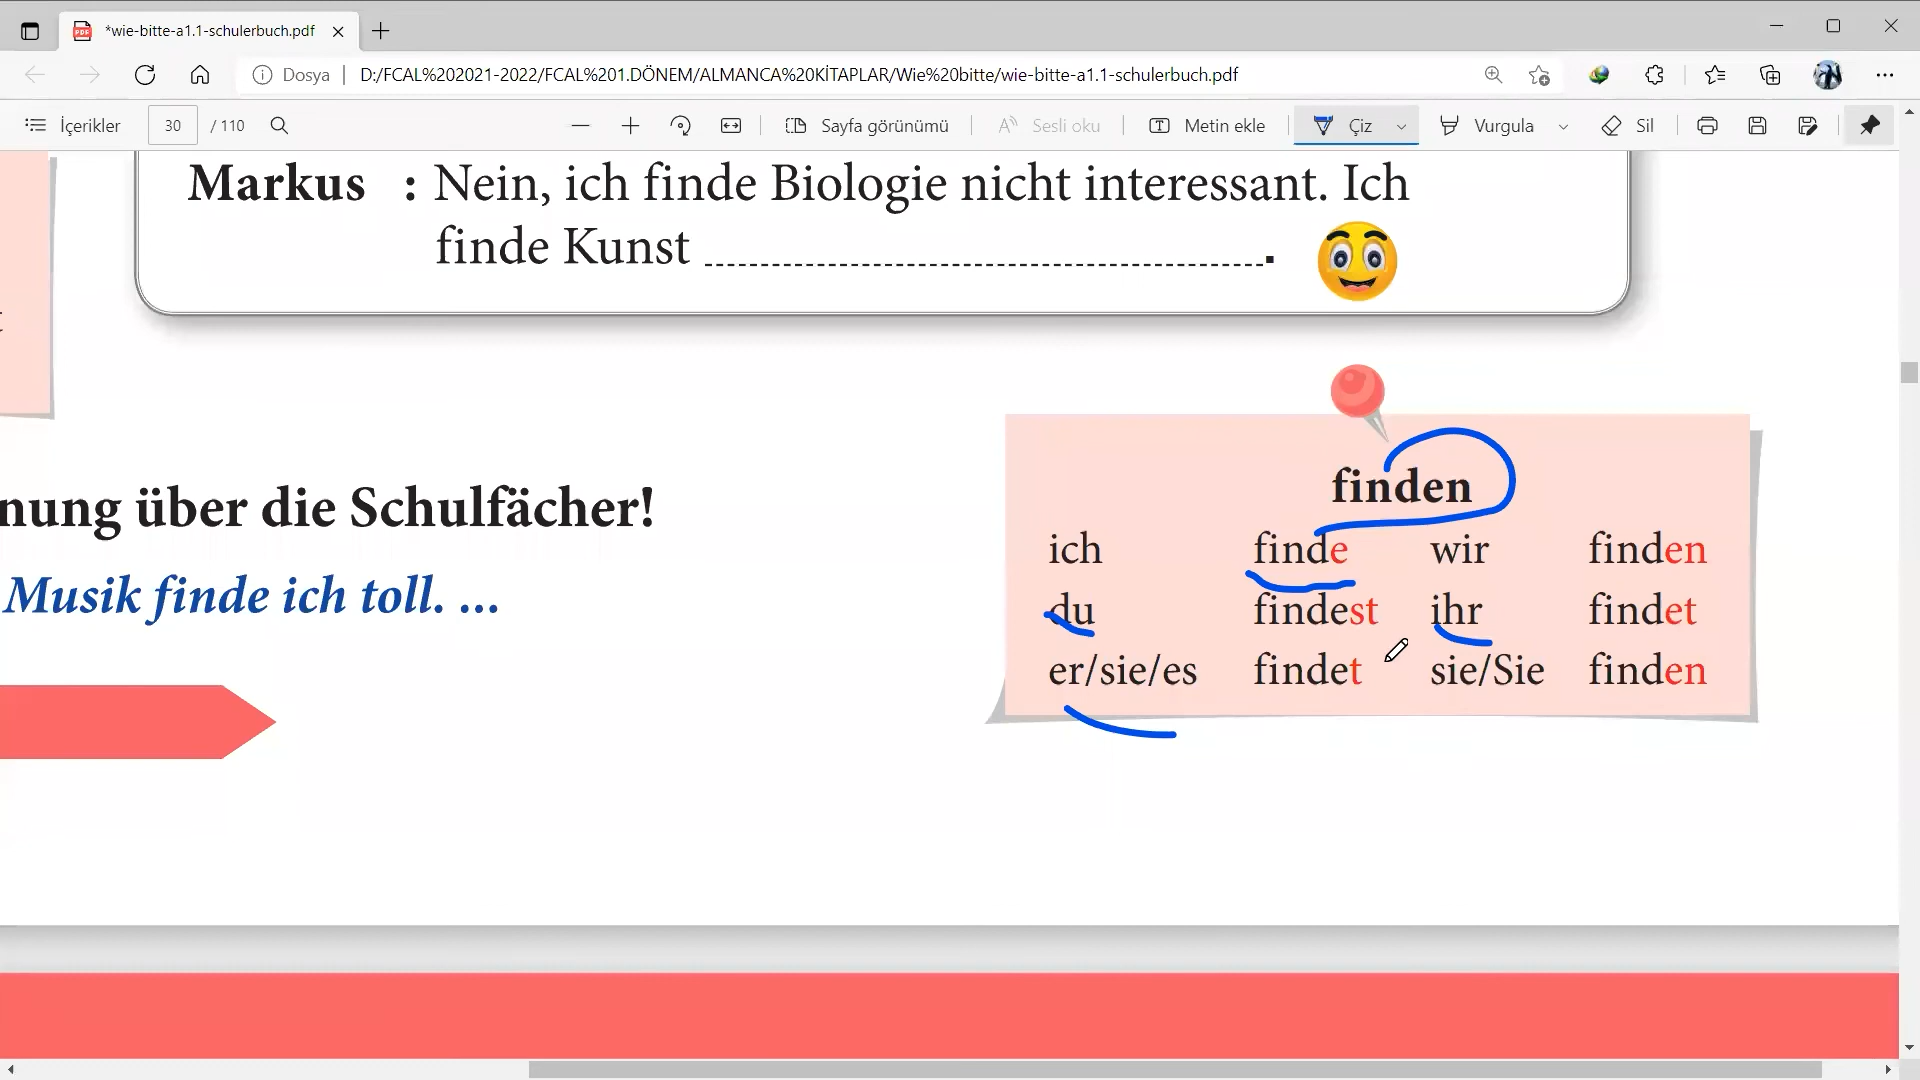 *wie-bitte-a1.1-schulerbuch.pdf
Dosya | D:/FCAL%202021-2022/FCAL%201.DÖNEM/ALMANCA%20KİTAPLAR/Wie%20bitte/wie-bitte-a1.1-schulerbuch.pdf
İçerikler 30 / 110 Sayfa görünümü Sesli oku Metin ekle Çiz Vurgula Sil
Markus : Nein, ich finde Biologie nicht interessant. Ich
finde Kunst .
nung über die Schulfächer!
Musik finde ich toll. ...
finden
ich finde wir finden
du findest ihr findet
er/sie/es findet sie/Sie finden